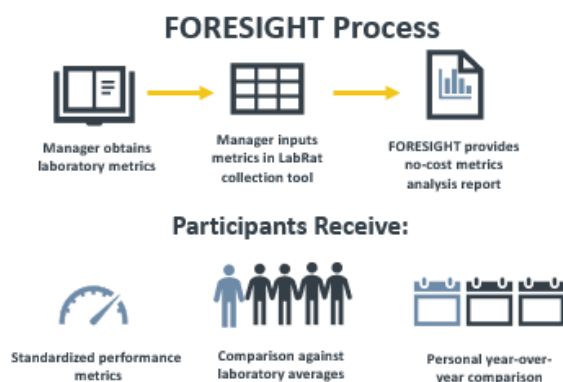 FORESIGHT Process
Manager obtains
laboratory metrics
Manager inputs
metrics in LabRat
collection tool
FORESIGHT provides
no-cost metrics
analysis report
Participants Receive:
Standardized performance
metrics
Comparison against
laboratory averages
Personal year-over-
year comparison